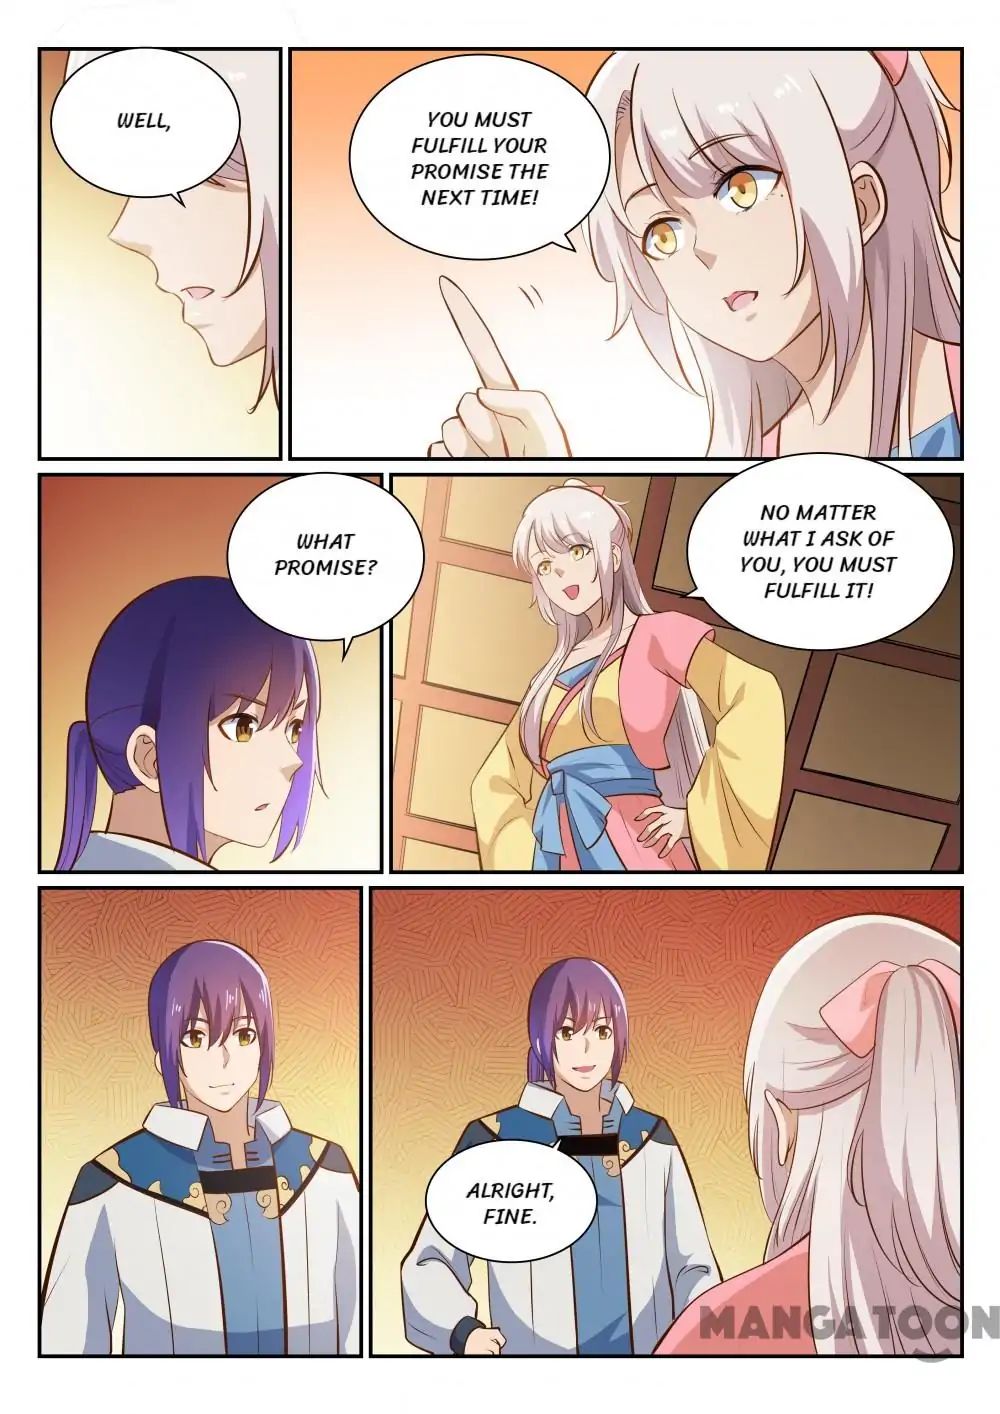 WELL,
YOU MUST
FULFILL YOUR
PROMISE THE
NEXT TIME!
WHAT
PROMISE?
NO MATTER
WHAT I ASK OF
YOU, YOU MUST
FULFILL IT!
ALRIGHT,
FINE.
MANGATOON